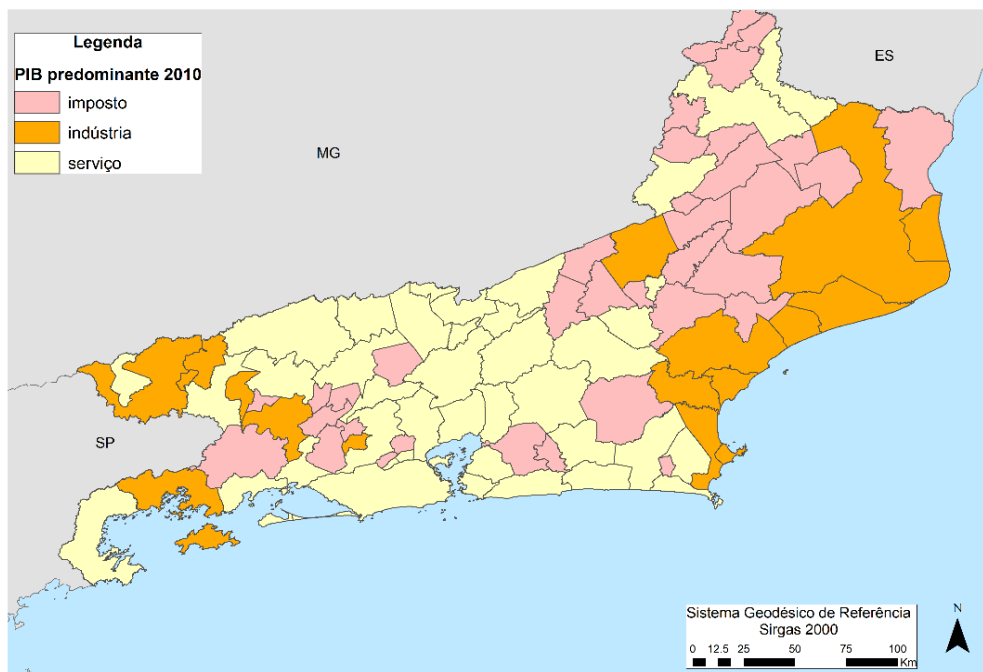 Legenda
PIB predominante 2010
imposto
indústria
serviço
ES
MG
SP
Sistema Geodésico de Referência
Sirgas 2000
N
0 12.5 25 50 75 100
Km